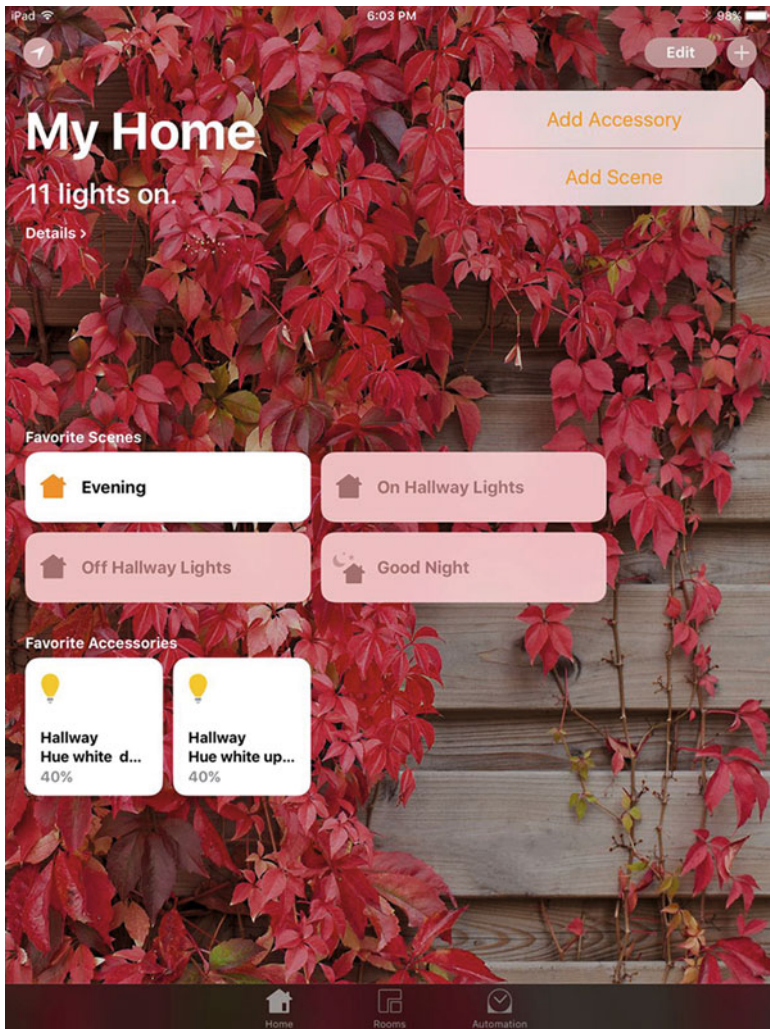 iPad 6:03 PM 98%
Edit
Add Accessory
Add Scene
My Home
11 lights on.
Details >
Favorite Scenes
Evening
On Hallway Lights
Off Hallway Lights
Good Night
Favorite Accessories
Hallway
Hue white d...
40%
Hallway
Hue white up...
40%
Home Rooms Automation